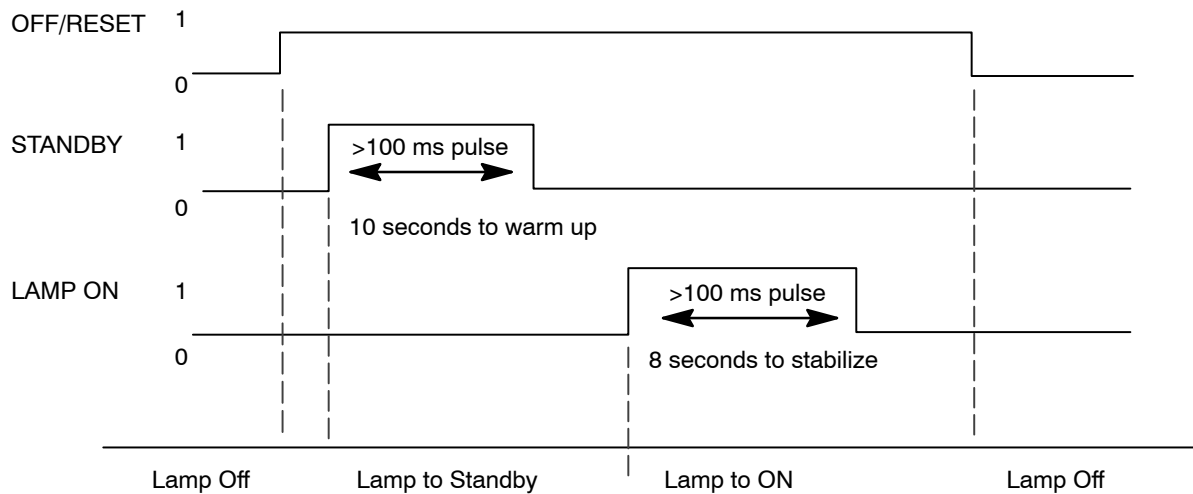 OFF/RESET 1
0
STANDBY 1
>100 ms pulse
0
10 seconds to warm up
LAMP ON 1
>100 ms pulse
0
8 seconds to stabilize
Lamp Off Lamp to Standby Lamp to ON Lamp Off